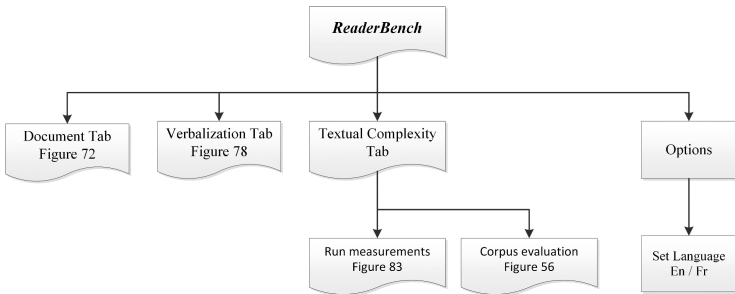 ReaderBench
Document Tab
Figure 72
Verbalization Tab
Figure 78
Textual Complexity
Tab
Options
Run measurements
Figure 83
Corpus evaluation
Figure 56
Set Language
En / Fr